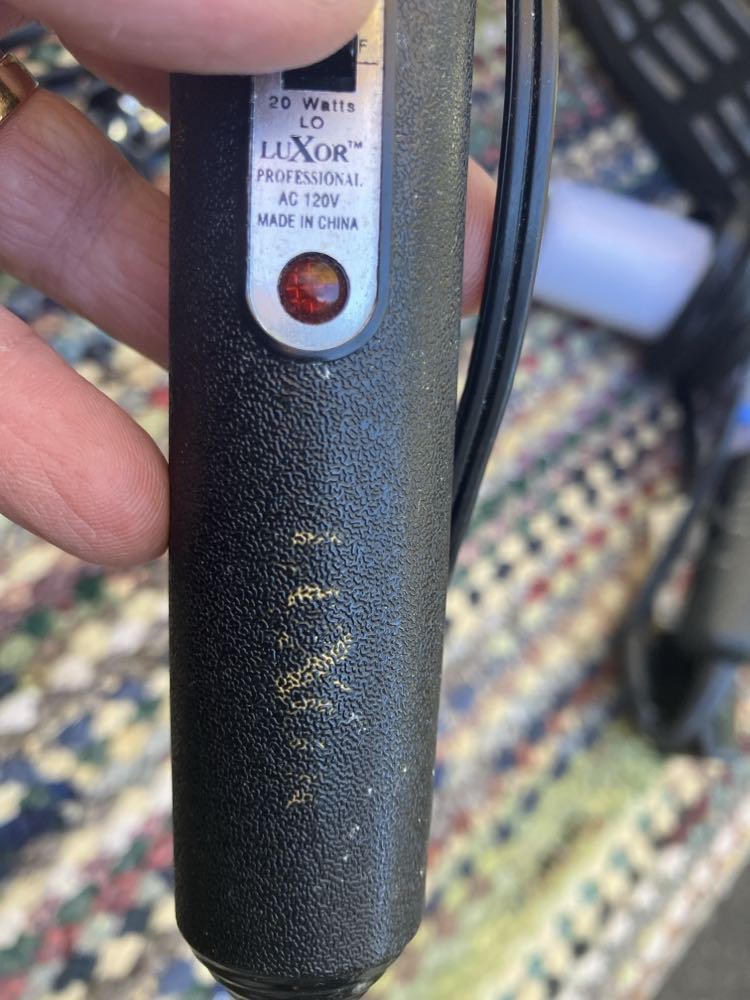 F
20 Watts
LO
LUXOR™
PROFESSIONAL
AC 120V
MADE IN CHINA